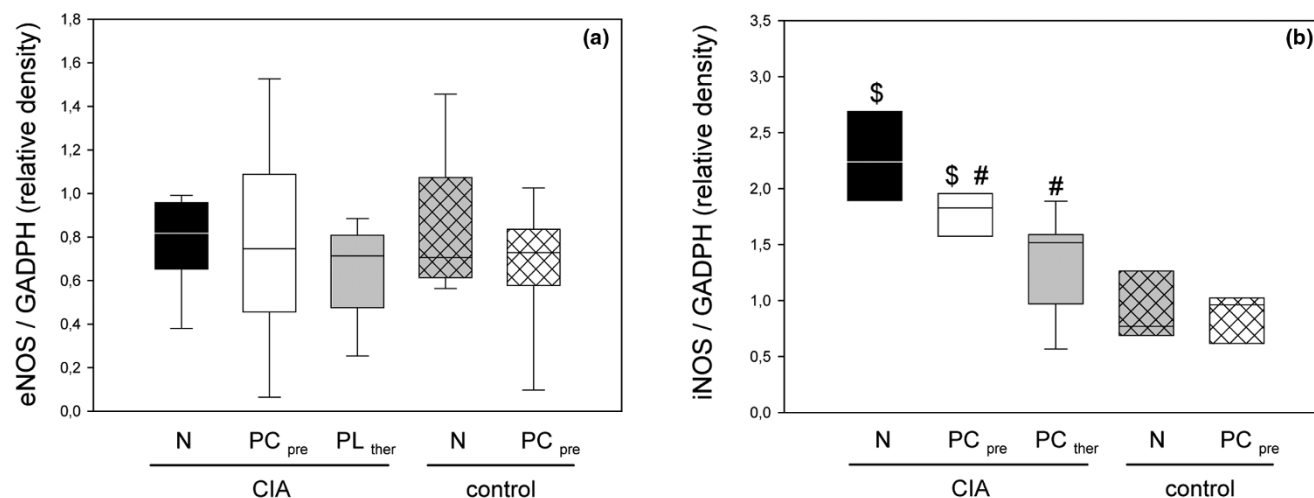 (a)
eNOS / GADPH (relative density)
1,8
1,6
1,4
1,2
1,0
0,8
0,6
0,4
0,2
0,0
N PC pre PL ther N PC pre
CIA control
(b)
iNOS / GADPH (relative density)
3,5
3,0
2,5
2,0
1,5
1,0
0,5
0,0
$
$ #
#
N PC pre PC ther N PC pre
CIA control